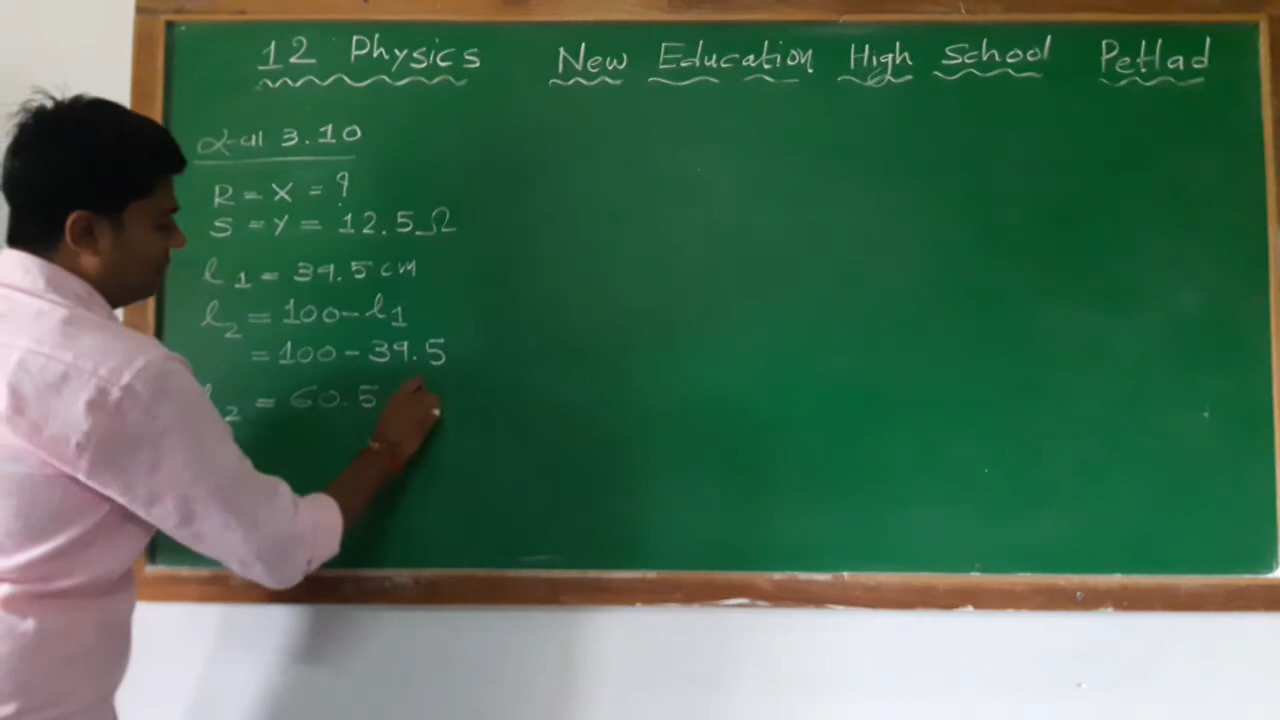 12 Physics New Education High School Petlad
3.10
R = X = ?
S = Y = 12.5 Ω
l₁ = 39.5 cm
l₂ = 100 - l₁
= 100 - 39.5
₂ = 60.5